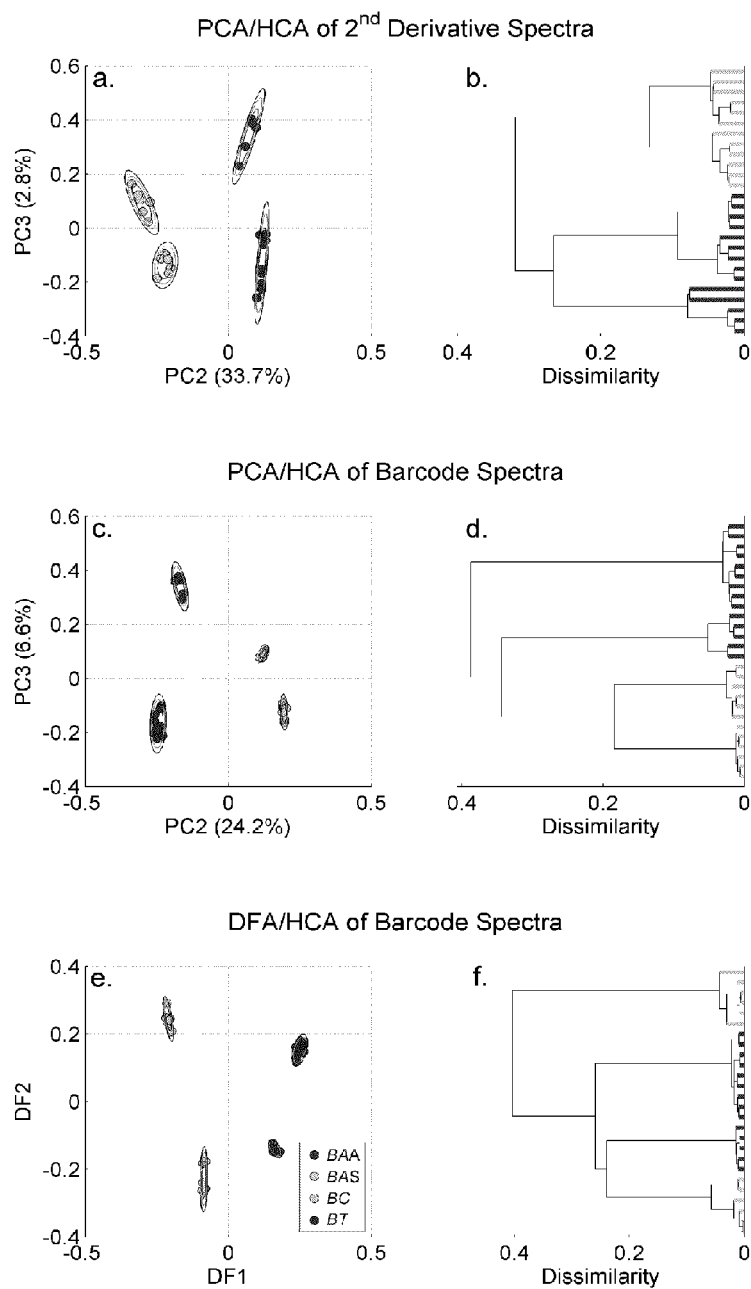 PCA/HCA of 2nd Derivative Spectra
a.
0.6
0.4
0.2
0
-0.2
-0.4
PC3 (2.8%)
-0.5
0
0.5
PC2 (33.7%)
b.
0.4
0.2
0
Dissimilarity
PCA/HCA of Barcode Spectra
c.
0.6
0.4
0.2
0
-0.2
-0.4
PC3 (6.6%)
-0.5
0
0.5
PC2 (24.2%)
d.
0.4
0.2
0
Dissimilarity
DFA/HCA of Barcode Spectra
e.
0.4
0.2
0
-0.2
-0.4
DF2
BAA
BAS
BC
BT
-0.5
0
0.5
DF1
f.
0.4
0.2
0
Dissimilarity